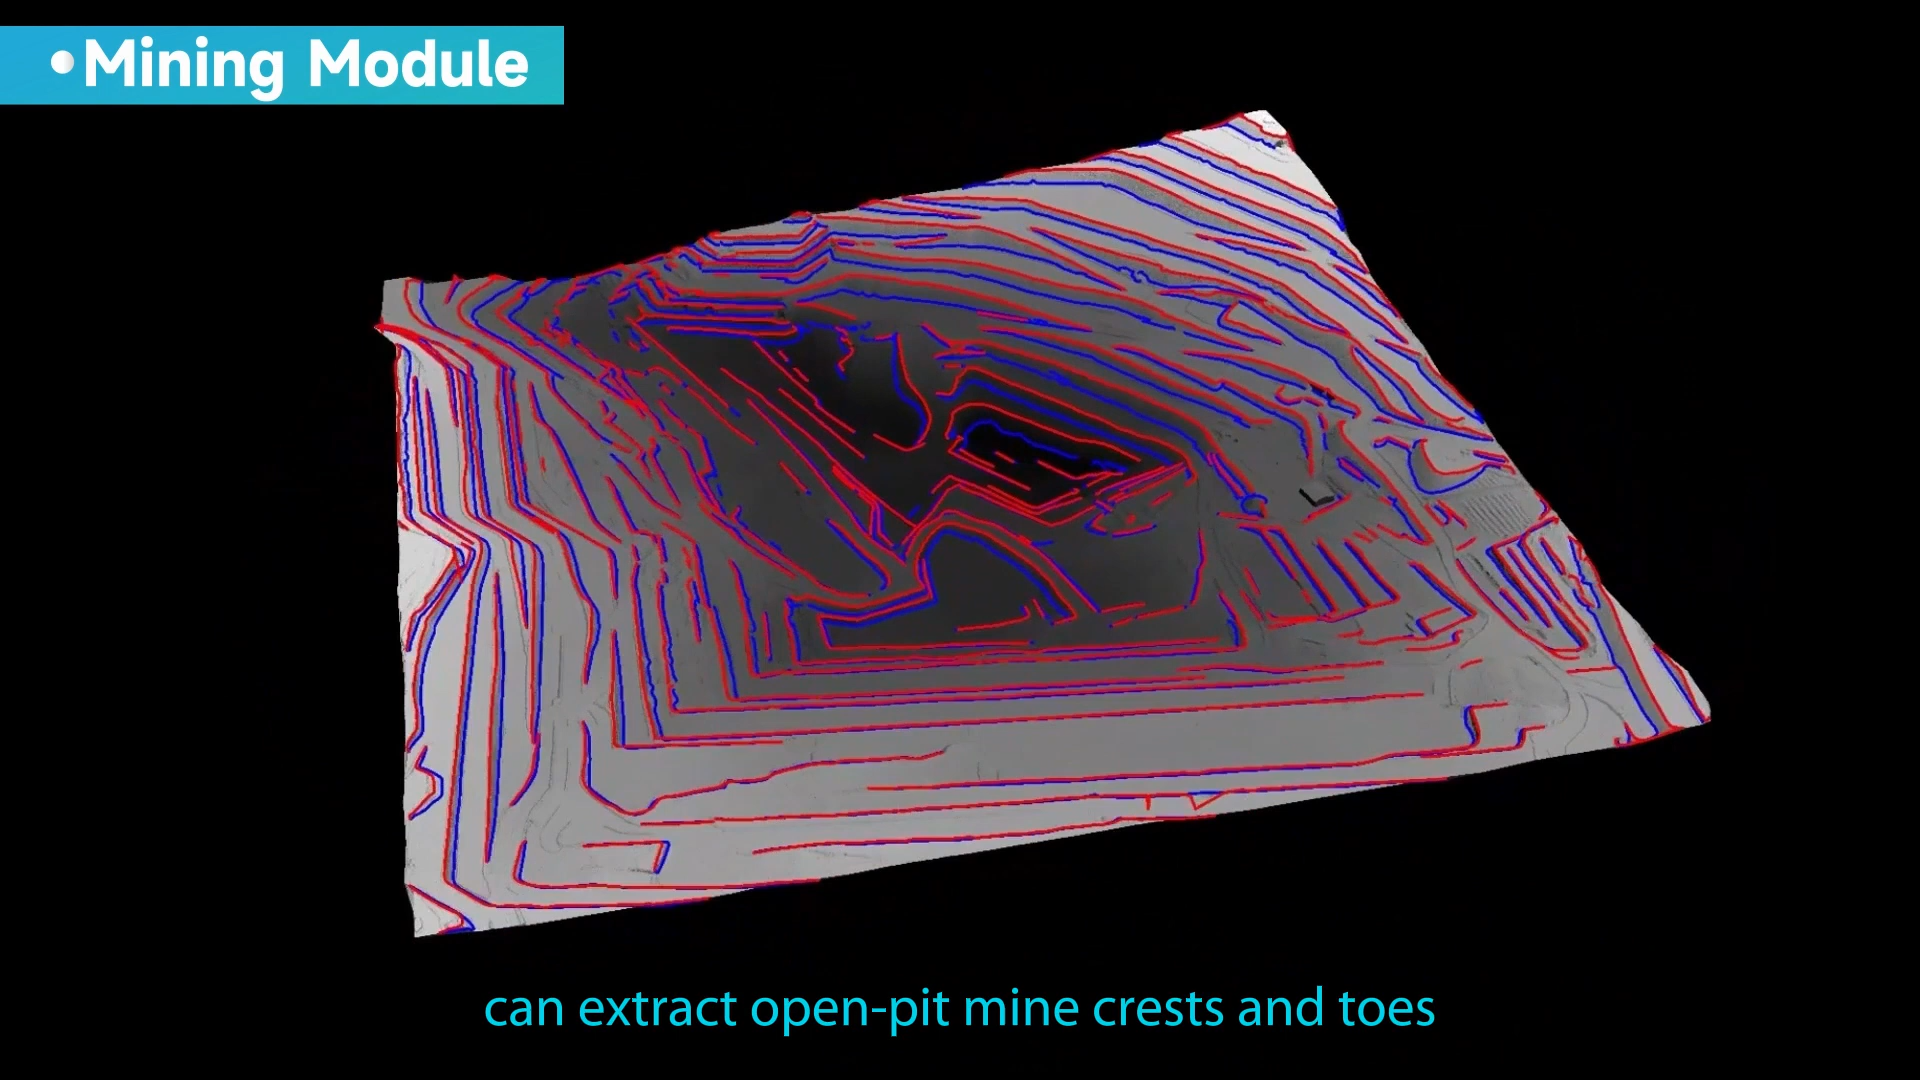 •Mining Module
can extract open-pit mine crests and toes